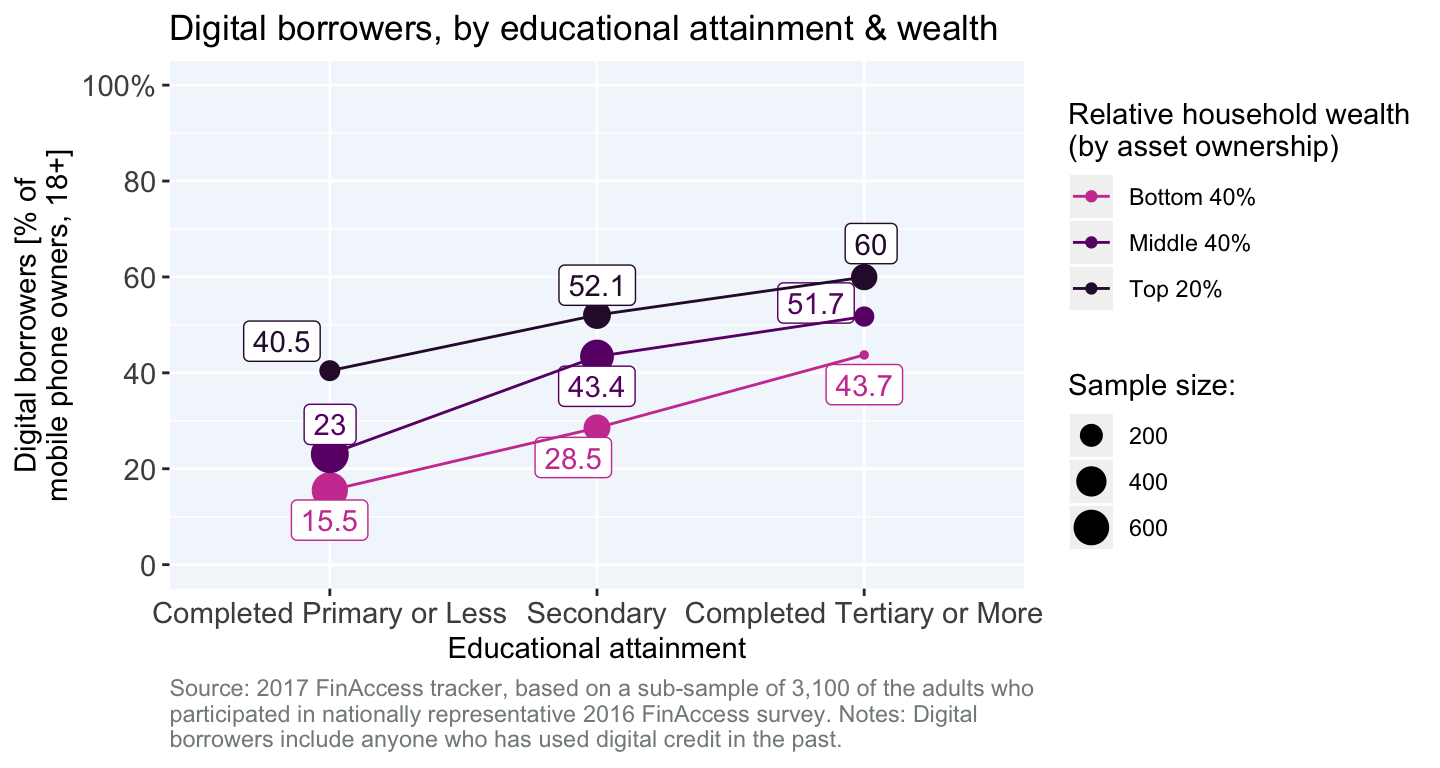 Digital borrowers, by educational attainment & wealth
Digital borrowers [% of
mobile phone owners, 18+]
100%
80
60
40
20
0
40.5
52.1
60
23
43.4
51.7
15.5
28.5
43.7
Completed Primary or Less
Secondary
Completed Tertiary or More
Educational attainment
Relative household wealth
(by asset ownership)
Bottom 40%
Middle 40%
Top 20%
Sample size:
200
400
600
Source: 2017 FinAccess tracker, based on a sub-sample of 3,100 of the adults who
participated in nationally representative 2016 FinAccess survey. Notes: Digital
borrowers include anyone who has used digital credit in the past.